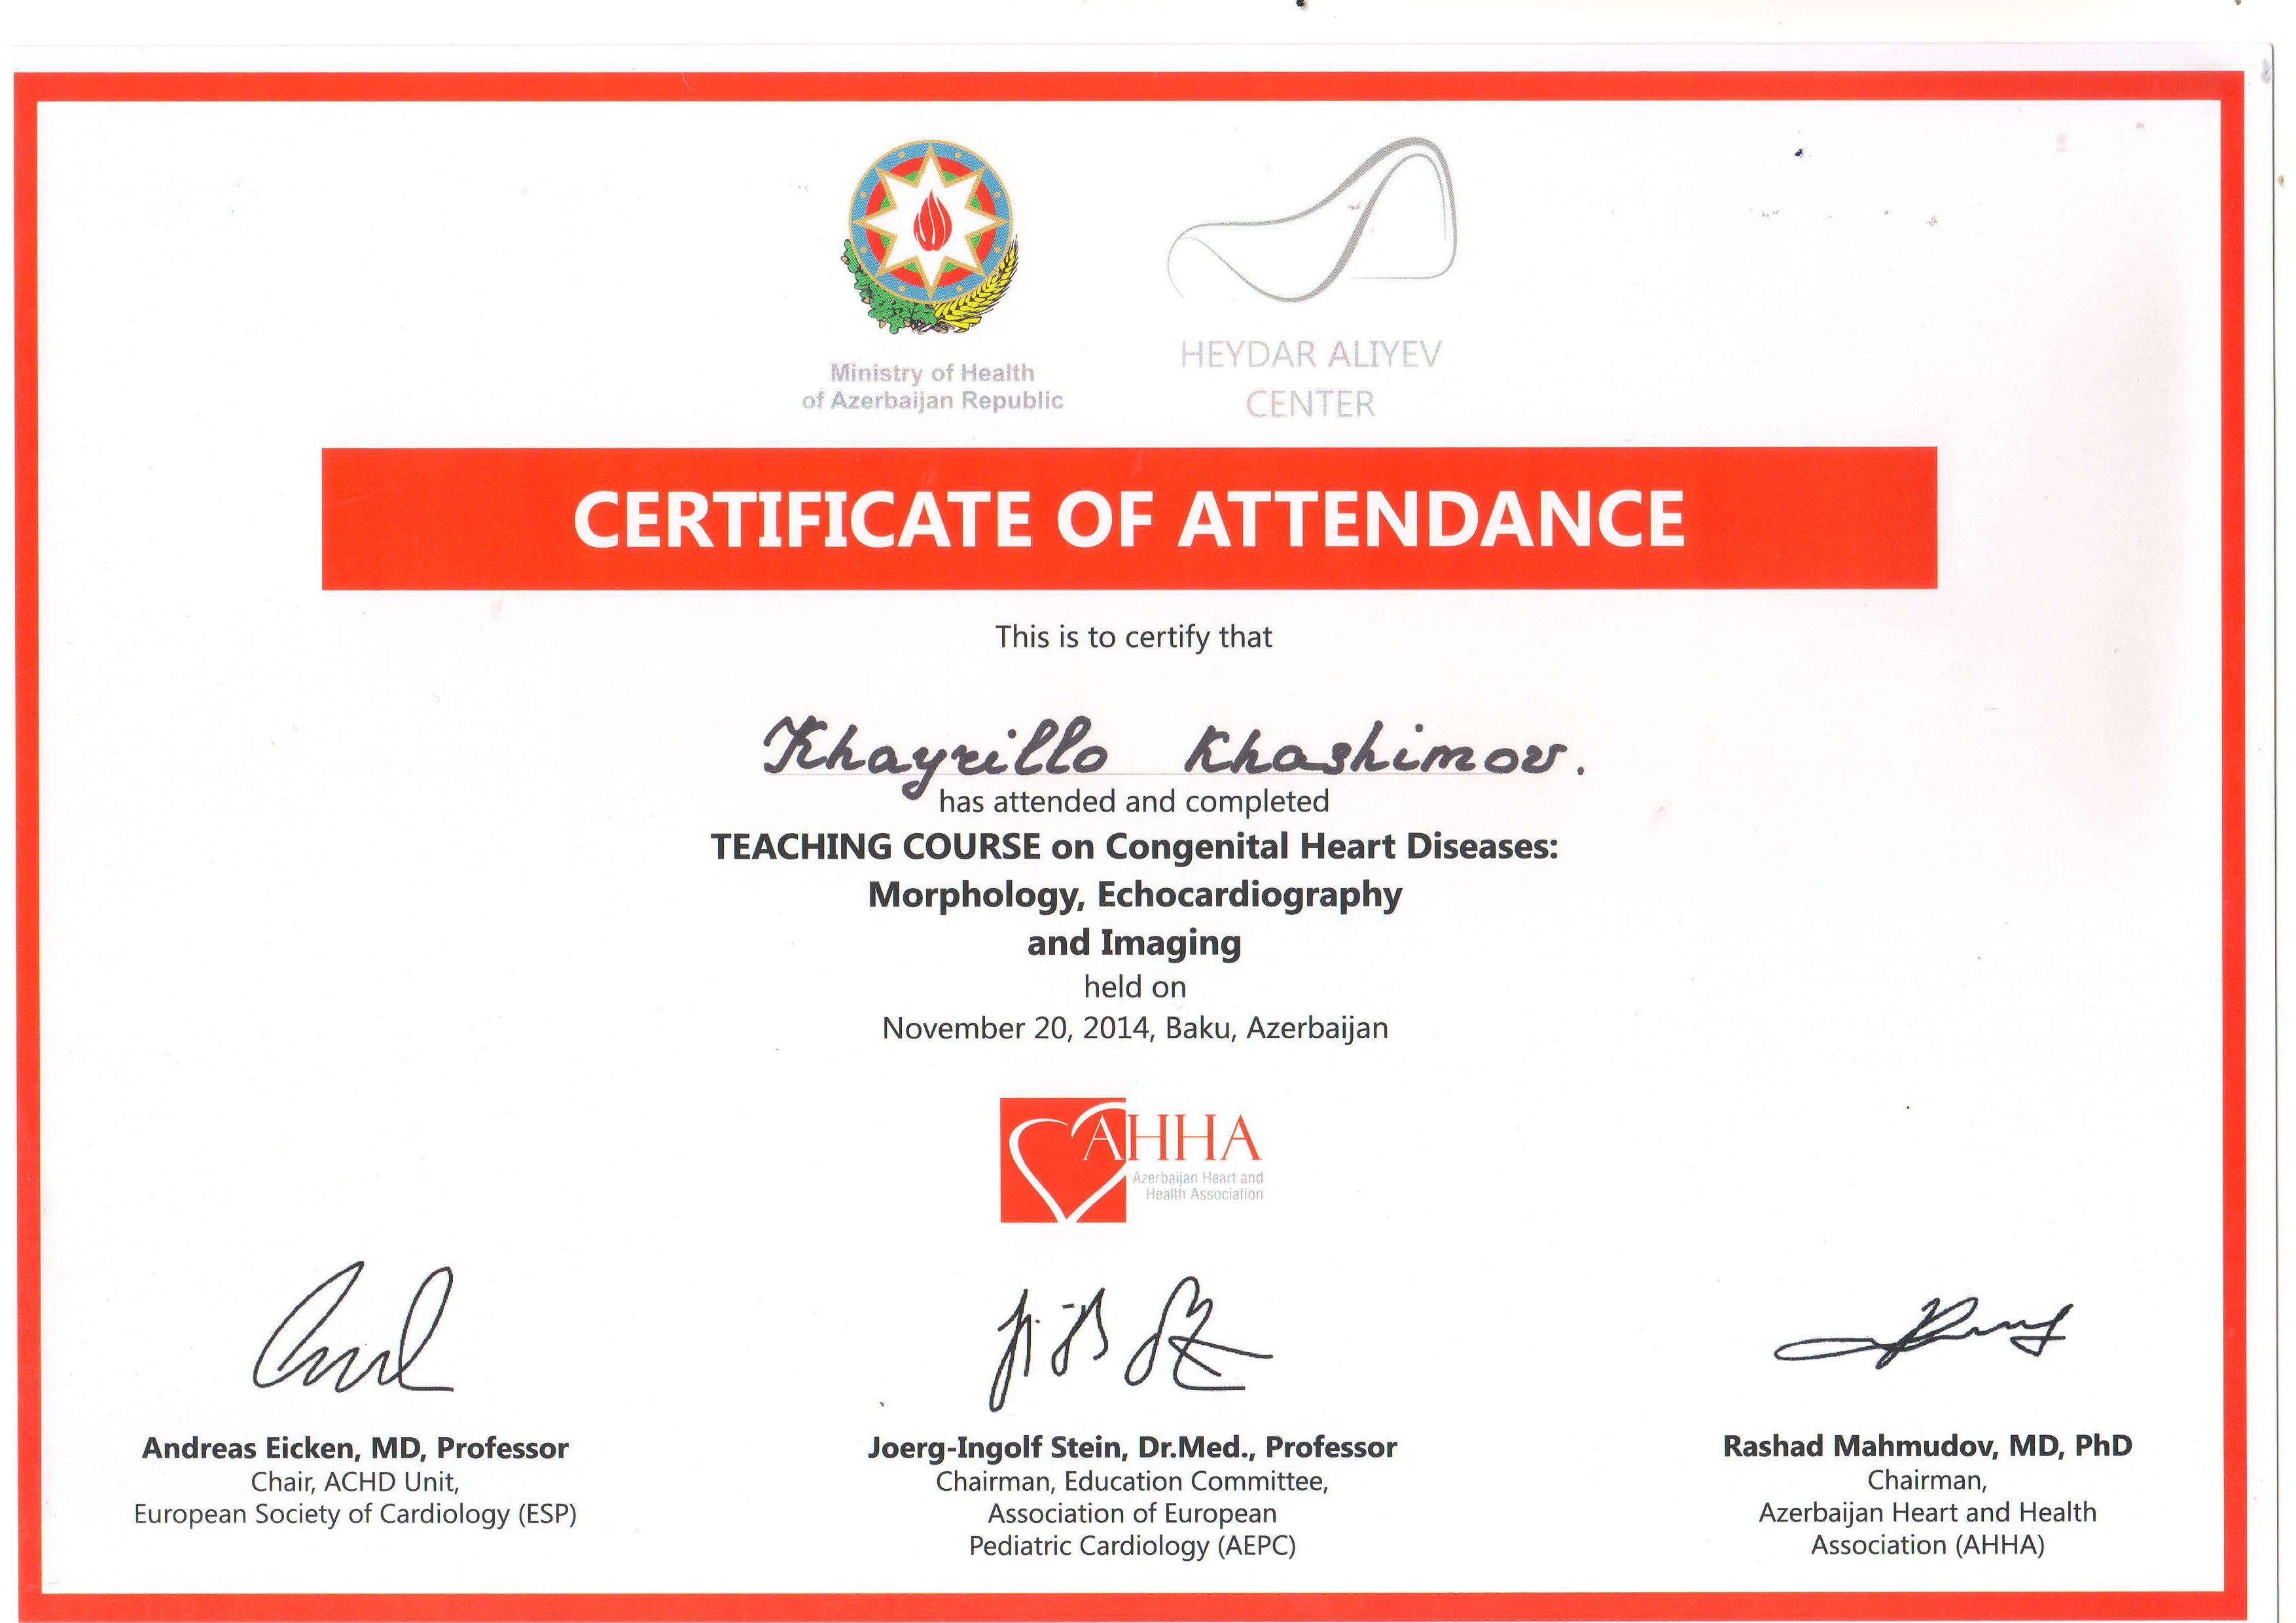 Ministry of Health
of Azerbaijan Republic
HEYDAR ALIYEV
CENTER
CERTIFICATE OF ATTENDANCE
This is to certify that
Khayrillo Khashimov.
has attended and completed
TEACHING COURSE on Congenital Heart Diseases:
Morphology, Echocardiography
and Imaging
held on
November 20, 2014, Baku, Azerbaijan
AHHA
Azerbaijan Heart and
Health Association
Andreas Eicken, MD, Professor
Chair, ACHD Unit,
European Society of Cardiology (ESP)
Joerg-Ingolf Stein, Dr.Med., Professor
Chairman, Education Committee,
Association of European
Pediatric Cardiology (AEPC)
Rashad Mahmudov, MD, PhD
Chairman,
Azerbaijan Heart and Health
Association (AHHA)